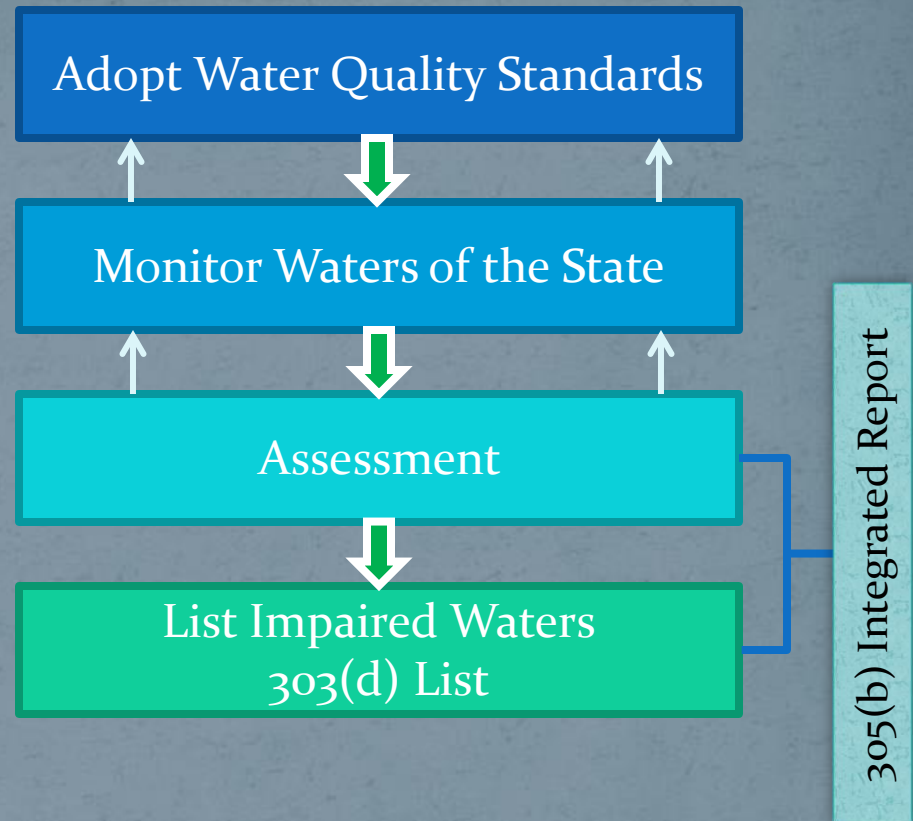 Adopt Water Quality Standards
Monitor Waters of the State
Assessment
List Impaired Waters
303(d) List
305(b) Integrated Report